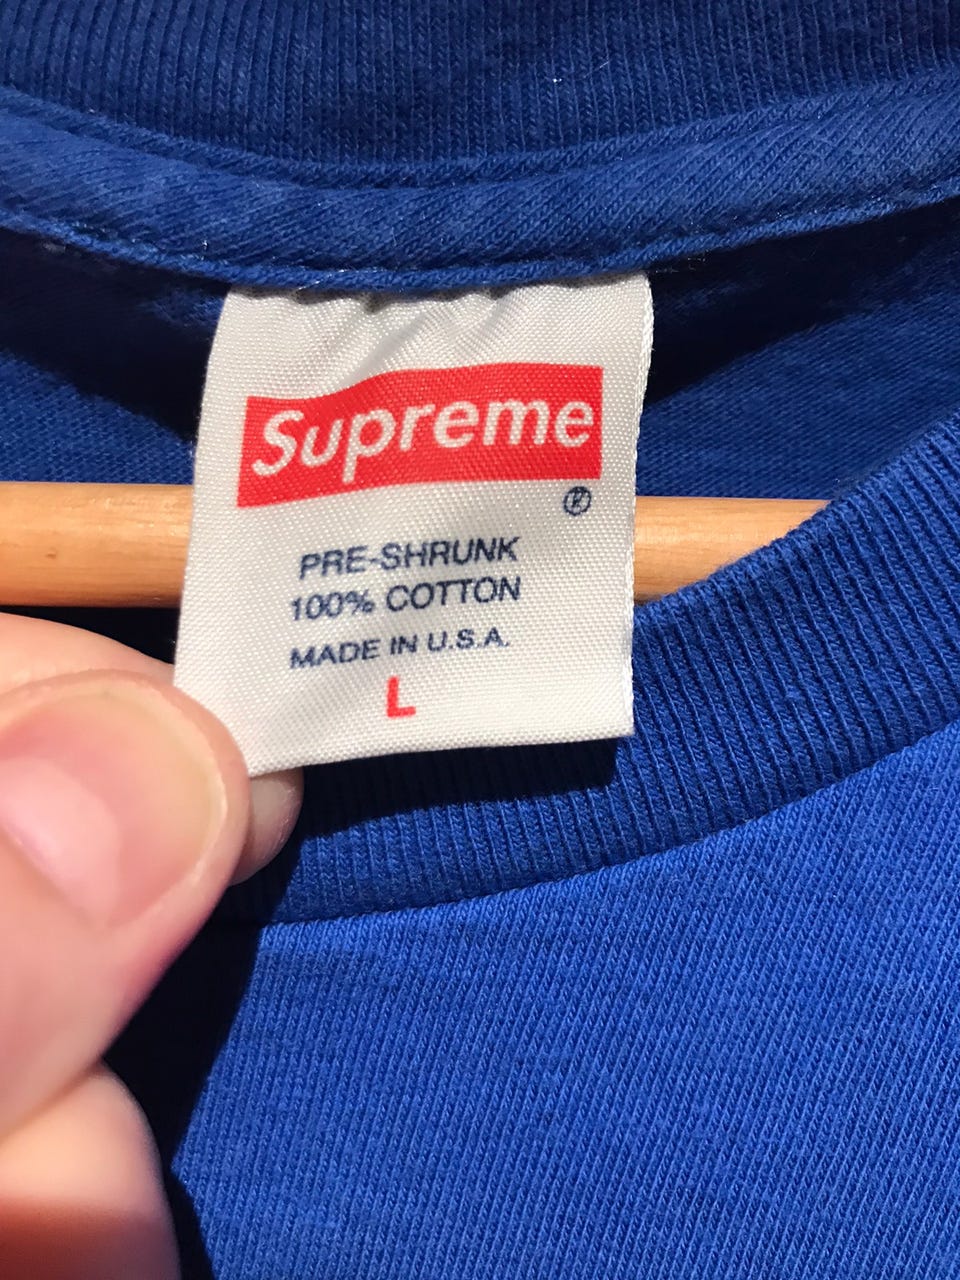 Supreme
®
PRE-SHRUNK
100% COTTON
MADE IN U.S.A.
L